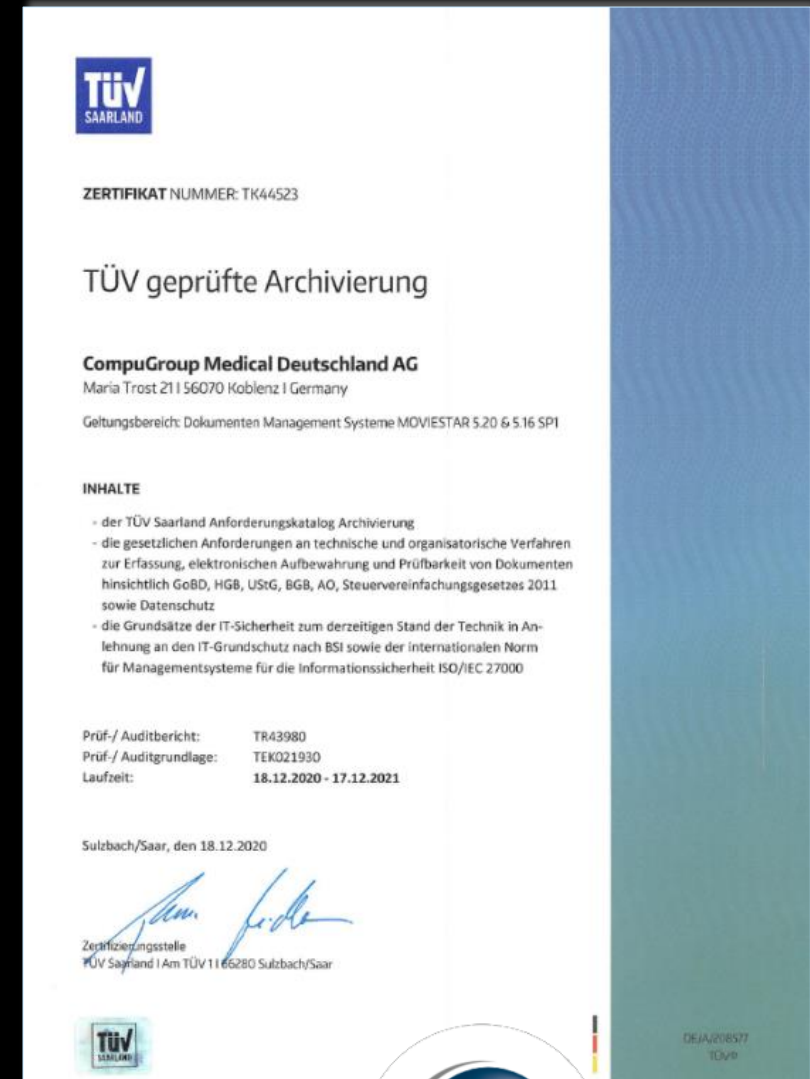 TÜV
SAARLAND
ZERTIFIKAT NUMMER: TK44523
TÜV geprüfte Archivierung
CompuGroup Medical Deutschland AG
Maria Trost 21 I 56070 Koblenz I Germany
Geltungsbereich: Dokumenten Management Systeme MOVIESTAR 5.20 & 5.16 SP1
INHALTE
- der TÜV Saarland Anforderungskatalog Archivierung
- die gesetzlichen Anforderungen an technische und organisatorische Verfahren
zur Erfassung, elektronischen Aufbewahrung und Prüfbarkeit von Dokumenten
hinsichtlich GoBD, HGB, UStG, BGB, AO, Steuervereinfachungsgesetzes 2011
sowie Datenschutz
- die Grundsätze der IT-Sicherheit zum derzeitigen Stand der Technik in An-
lehnung an den IT-Grundschutz nach BSI sowie der internationalen Norm
für Managementsysteme für die Informationssicherheit ISO/IEC 27000
Prüf-/ Auditbericht: TR43980
Prüf-/ Auditgrundlage: TEK021930
Laufzeit: 18.12.2020 - 17.12.2021
Sulzbach/Saar, den 18.12.2020
Zertifizierungsstelle
TÜV Saarland I Am TÜV 1 I 66280 Sulzbach/Saar
TÜV
SAARLAND
DEJA/208577
TÜV®